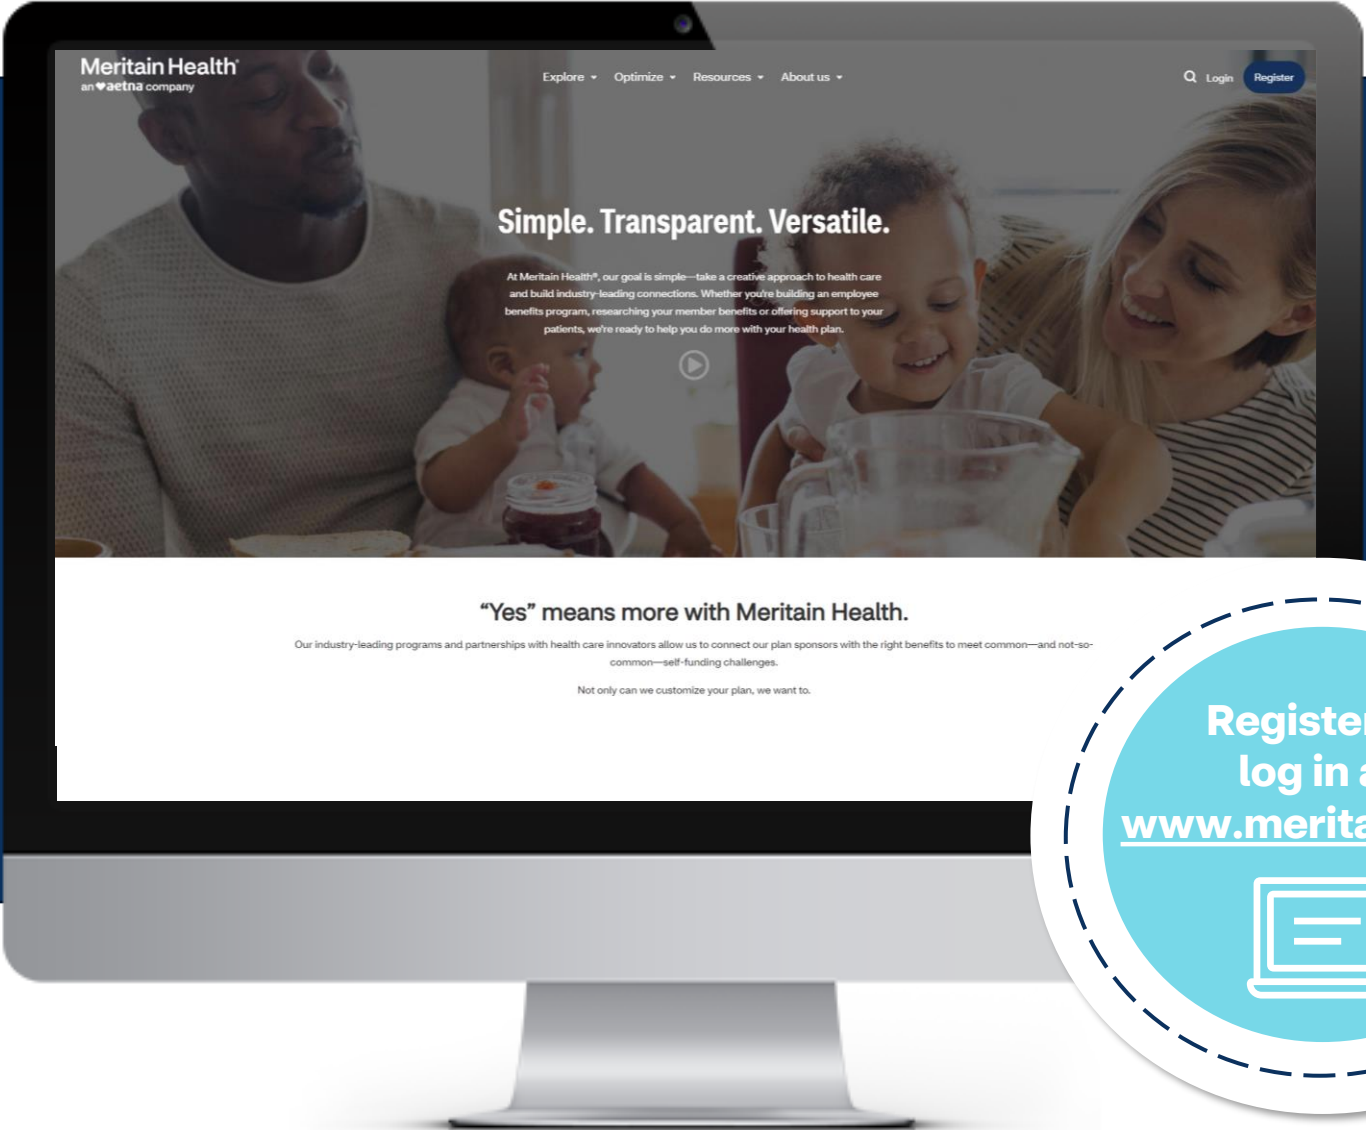 Meritain Health®
an ♥aetna company
Explore Optimize Resources About us
Login Register
Simple. Transparent. Versatile.
At Meritain Health®, our goal is simple—take a creative approach to health care
and build industry-leading connections. Whether you're building an employee
benefits program, researching your member benefits or offering support to your
patients, we're ready to help you do more with your health plan.
“Yes” means more with Meritain Health.
Our industry-leading programs and partnerships with health care innovators allow us to connect our plan sponsors with the right benefits to meet common—and not-so-
common—self-funding challenges.
Not only can we customize your plan, we want to.
Register
log in
www.merita